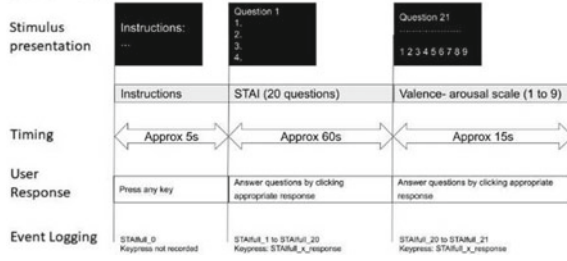 Stimulus presentation
Instructions:
...
Question 1
1.
2.
3.
4.
Question 21
1 2 3 4 5 6 7 8 9
Instructions
STAI (20 questions)
Valence- arousal scale (1 to 9)
Timing
Approx 5s
Approx 60s
Approx 15s
User
Response
Press any key
Answer questions by clicking
appropriate response
Answer questions by clicking appropriate
response
Event Logging
STAIfull_0
Keypress not recorded
STAIfull_1 to STAIfull_20
Keypress: STAIfull_x_response
STAIfull_20 to STAIfull_21
Keypress: STAIfull_x_response